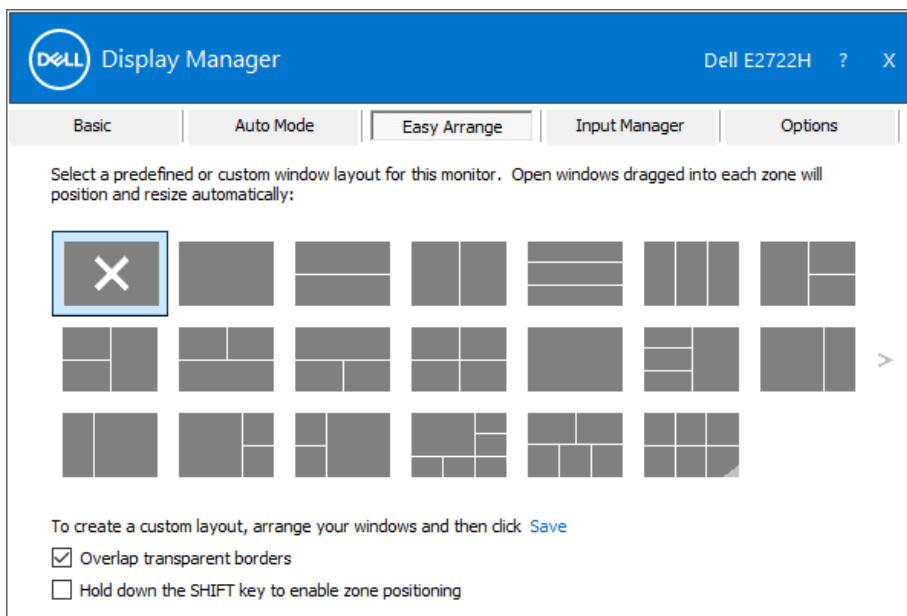 DELL Display Manager Dell E2722H ? X
Basic Auto Mode Easy Arrange Input Manager Options
Select a predefined or custom window layout for this monitor. Open windows dragged into each zone will
position and resize automatically:
>
To create a custom layout, arrange your windows and then click Save
Overlap transparent borders
Hold down the SHIFT key to enable zone positioning